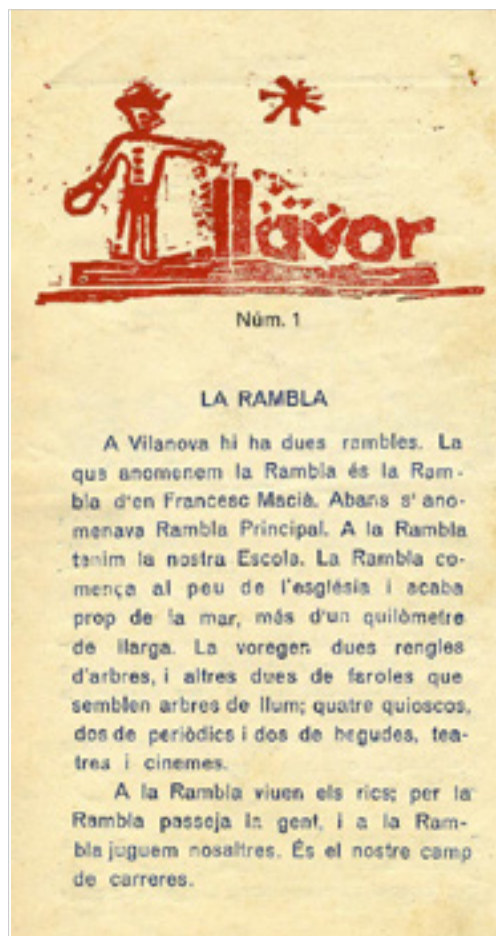 llavor
Núm. 1
LA RAMBLA
A Vilanova hi ha dues rambles. La
que anomenem la Rambla és la Ram-
bla d'en Francesc Macià. Abans s'ano-
menava Rambla Principal. A la Rambla
tenim la nostra Escola. La Rambla co-
mença al peu de l'església i acaba
prop de la mar, más d'un quilòmetre
de llarga. La voregen dues rengles
d'arbres, i altres dues de faroles que
semblen arbres de llum; quatre quioscos,
dos de periòdics i dos de begudes, tea-
tres i cinemes.
A la Rambla viuen els rics; per la
Rambla passeja la gent, i a la Ram-
bla juguem nosaltres. És el nostre camp
de carreres.